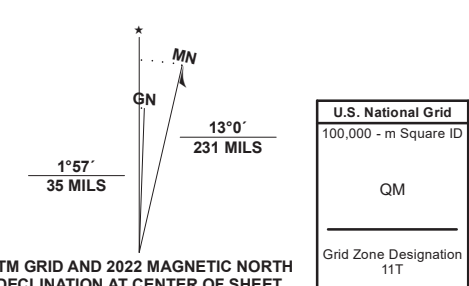 ★
MN
GN
13°0´
231 MILS
1°57´
35 MILS
TM GRID AND 2022 MAGNETIC NORTH
DECLINATION AT CENTER OF SHEET
U.S. National Grid
100,000 - m Square ID
QM
Grid Zone Designation
11T